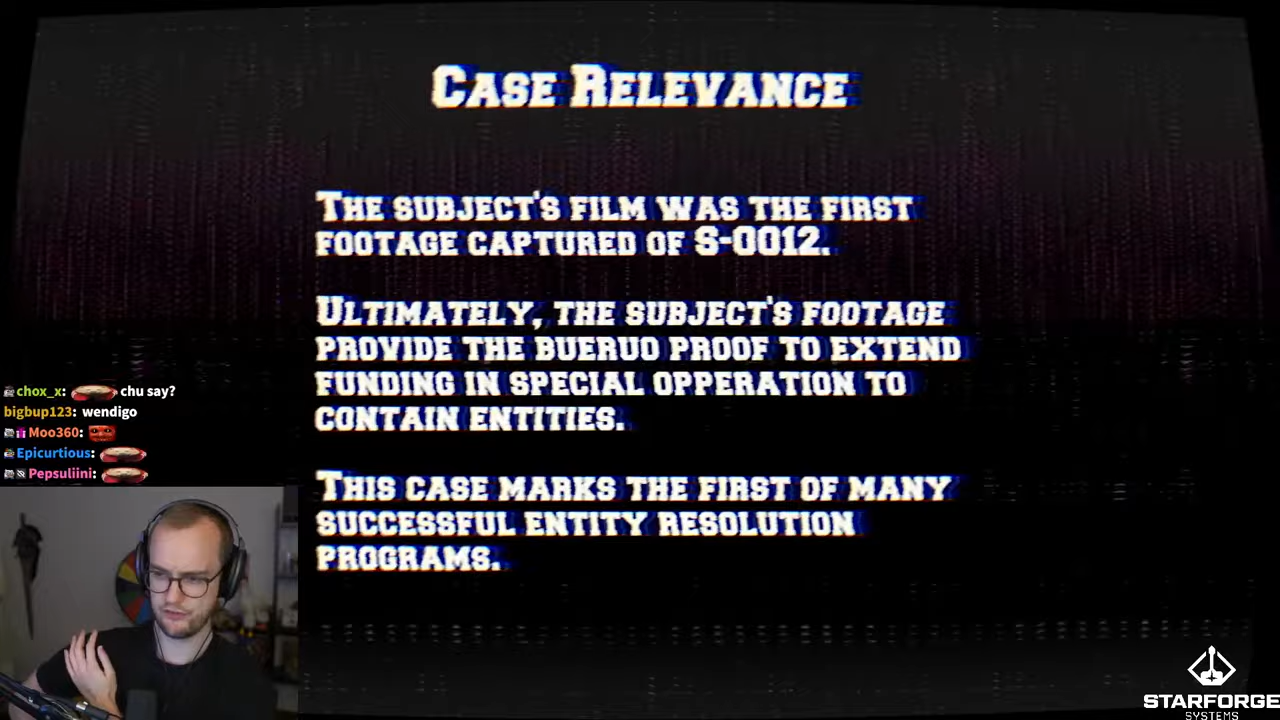 CASE RELEVANCE
THE SUBJECT'S FILM WAS THE FIRST
FOOTAGE CAPTURED OF S-0012.
ULTIMATELY, THE SUBJECT'S FOOTAGE
PROVIDE THE BUERUO PROOF TO EXTEND
FUNDING IN SPECIAL OPPERATION TO
CONTAIN ENTITIES.
THIS CASE MARKS THE FIRST OF MANY
SUCCESSFUL ENTITY RESOLUTION
PROGRAMS.
chox_x: chu say?
bigbup123: wendigo
Moo360:
Epicurtious:
Pepsuliini:
STARFORGE
SYSTEMS